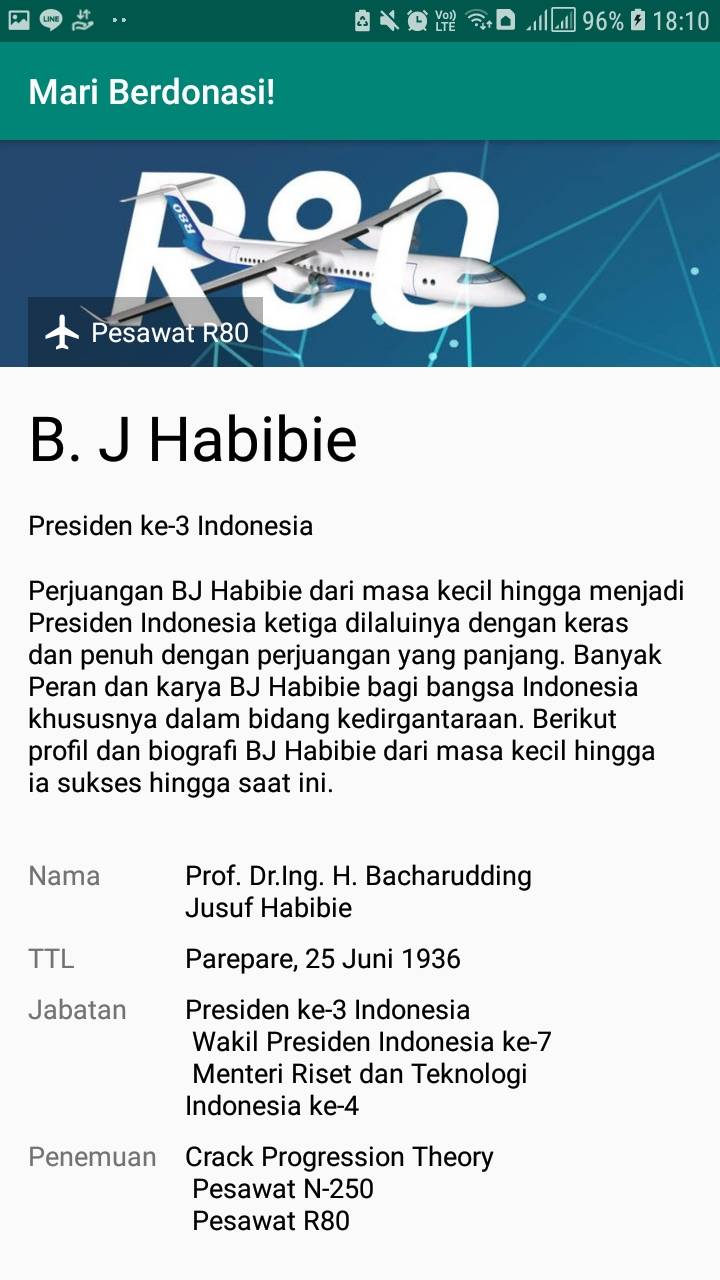 LINE
Vo) LTE
96%
18:10
Mari Berdonasi!
R80
R80
Pesawat R80
B. J Habibie
Presiden ke-3 Indonesia
Perjuangan BJ Habibie dari masa kecil hingga menjadi
Presiden Indonesia ketiga dilaluinya dengan keras
dan penuh dengan perjuangan yang panjang. Banyak
Peran dan karya BJ Habibie bagi bangsa Indonesia
khususnya dalam bidang kedirgantaraan. Berikut
profil dan biografi BJ Habibie dari masa kecil hingga
ia sukses hingga saat ini.
Nama Prof. Dr.Ing. H. Bacharudding
Jusuf Habibie
TTL Parepare, 25 Juni 1936
Jabatan Presiden ke-3 Indonesia
Wakil Presiden Indonesia ke-7
Menteri Riset dan Teknologi
Indonesia ke-4
Penemuan Crack Progression Theory
Pesawat N-250
Pesawat R80